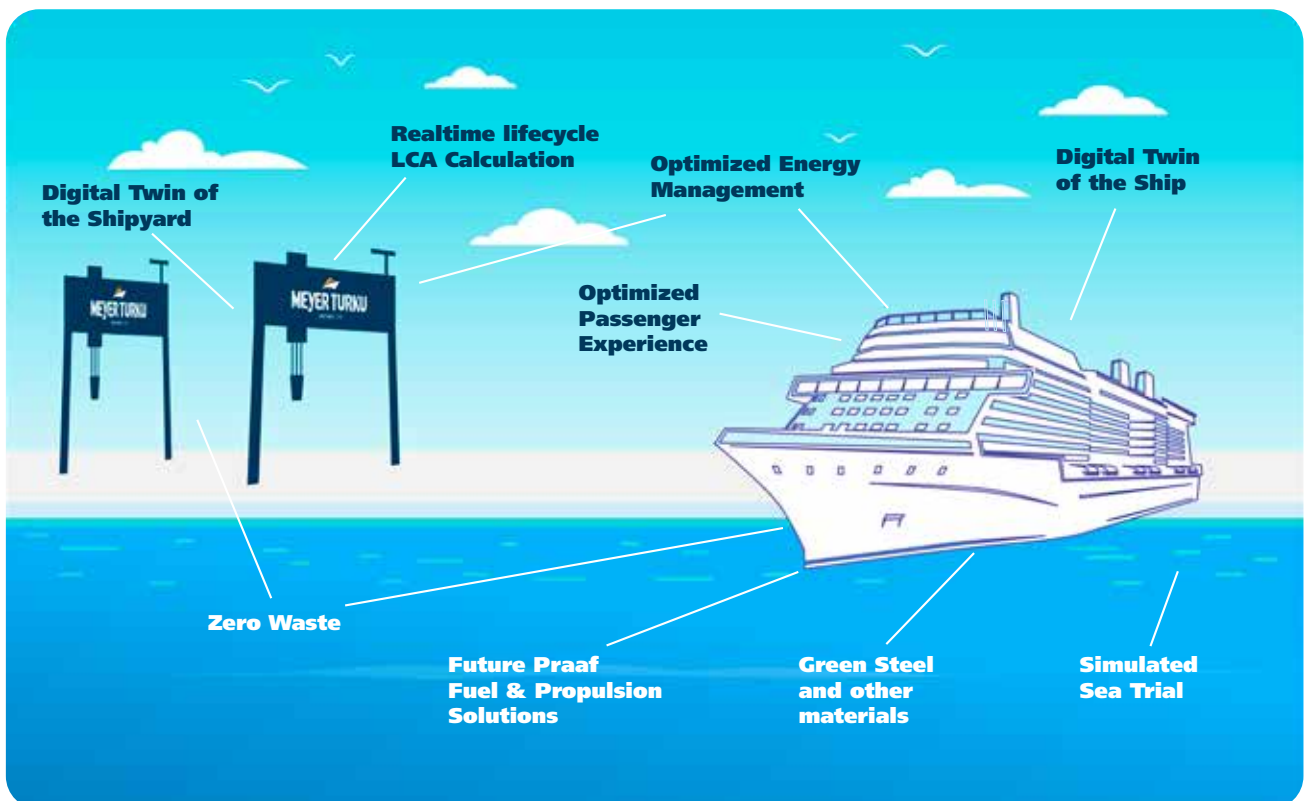 Realtime lifecycle
LCA Calculation
Digital Twin of
the Shipyard
Optimized Energy
Management
Digital Twin
of the Ship
MEYER TURKU
MEYER TURKU
Optimized
Passenger
Experience
Zero Waste
Future Praaf
Fuel & Propulsion
Solutions
Green Steel
and other
materials
Simulated
Sea Trial